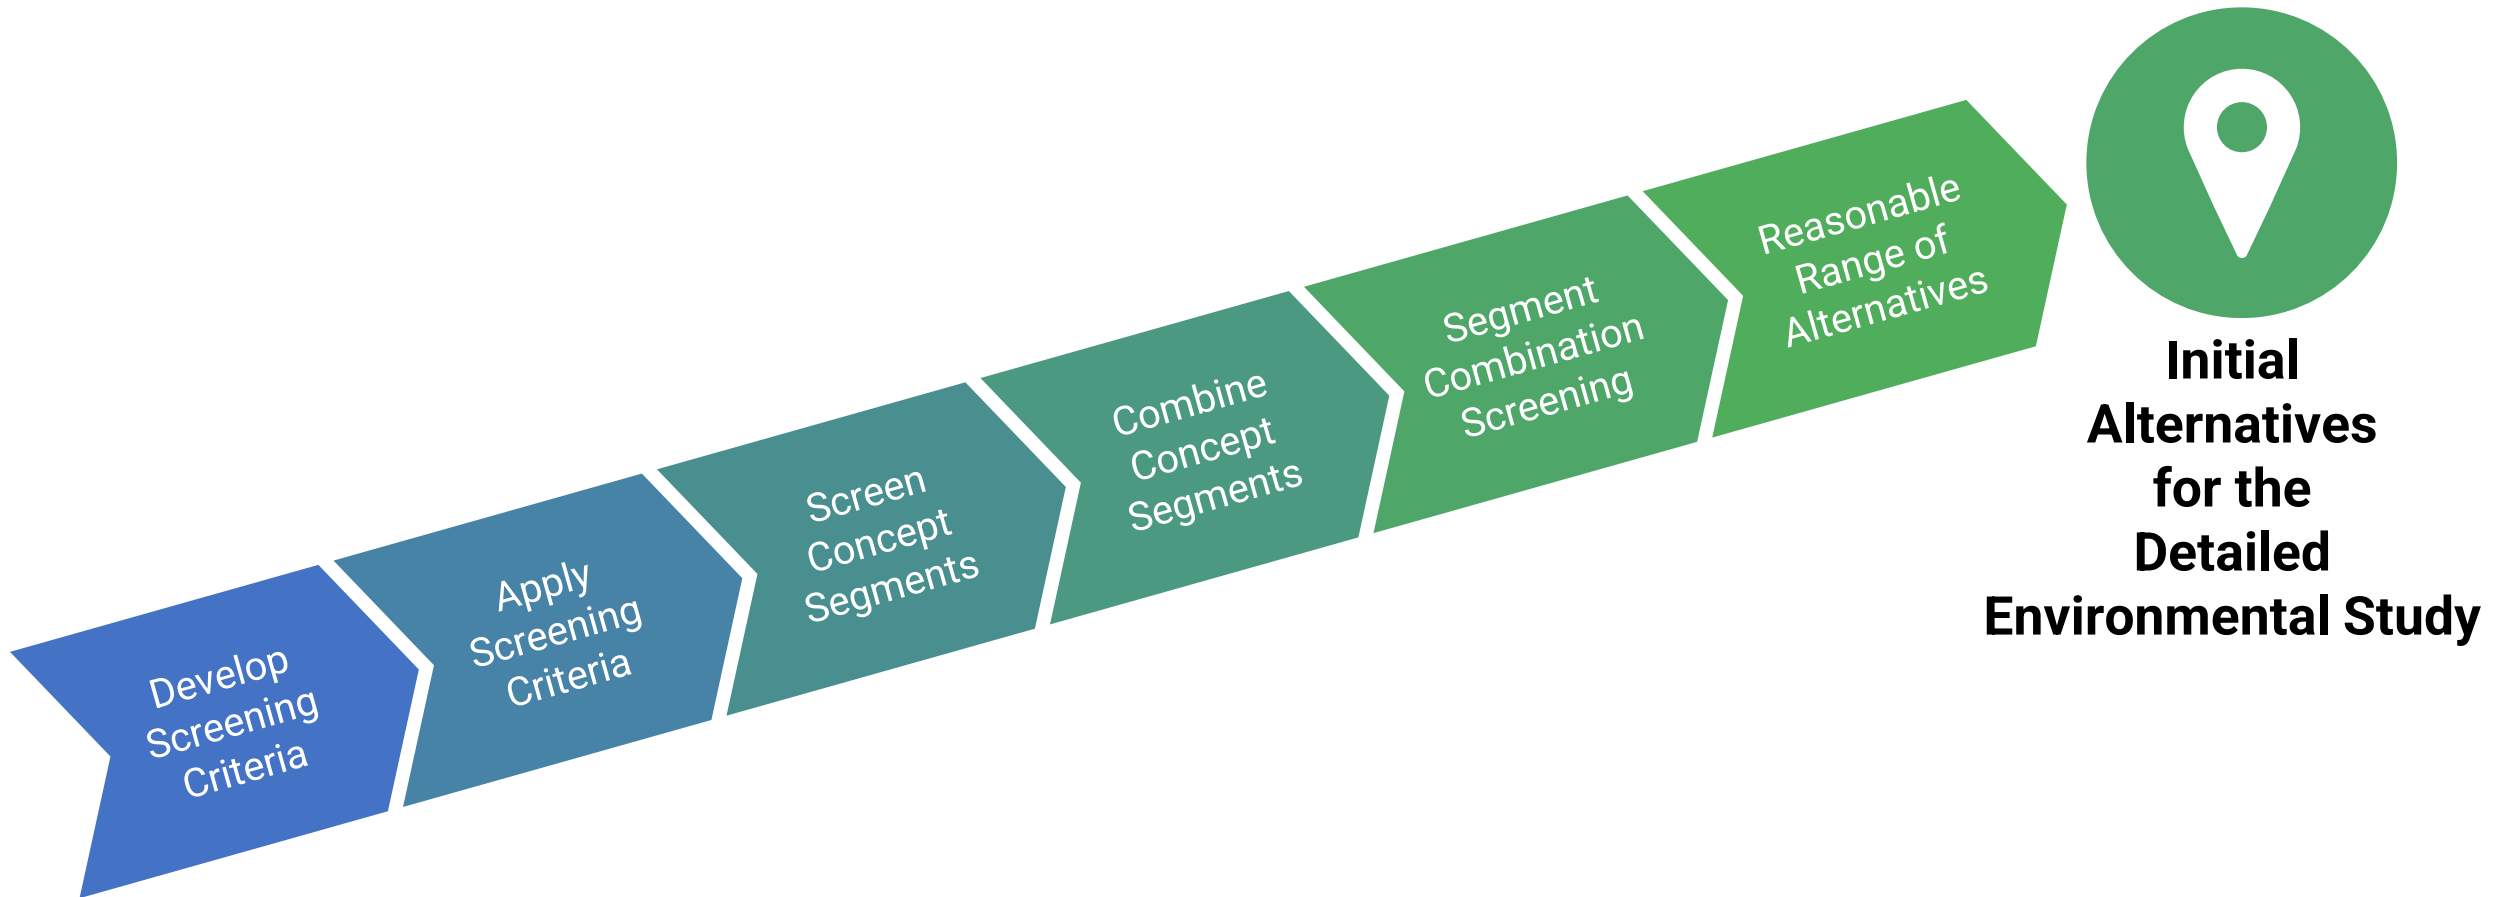 Develop
Screening
Criteria
Apply
Screening
Criteria
Screen
Concept
Segments
Combine
Concept
Segments
Segment
Combination
Screening
Reasonable
Range of
Alternatives
Initial
Alternatives
for the
Detailed
Environmental Study